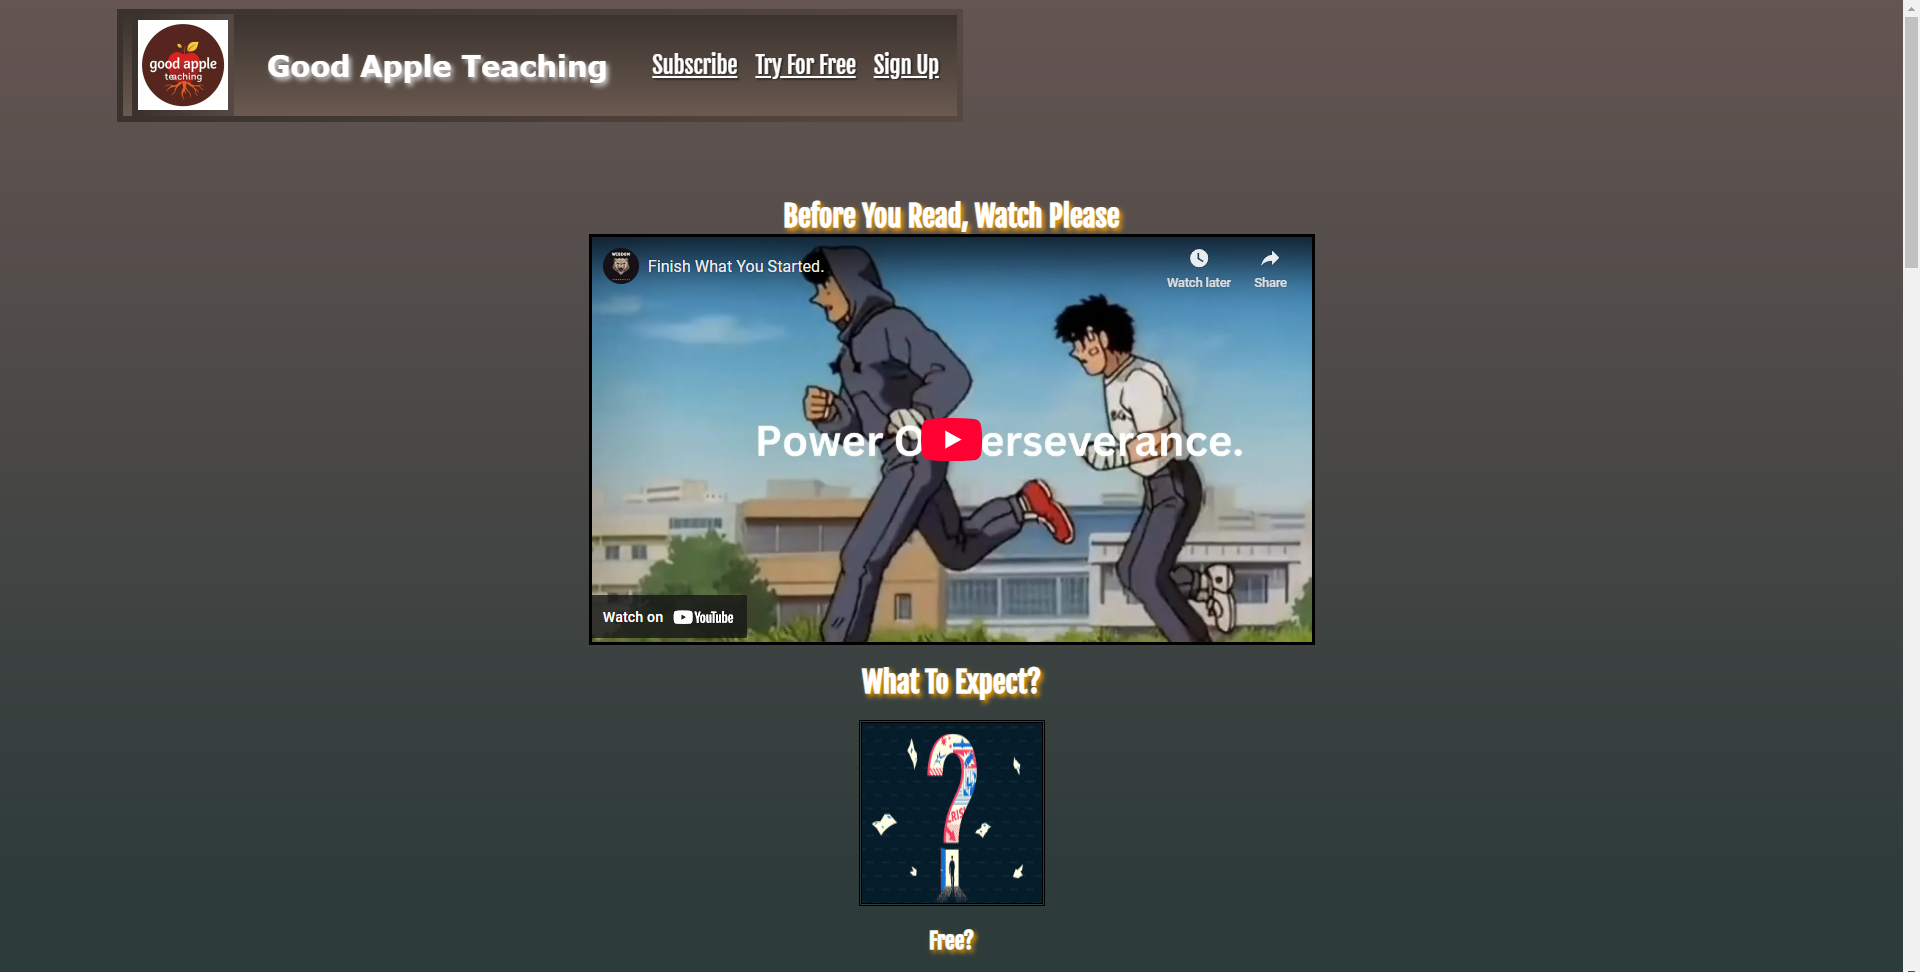 good apple
teaching
Good Apple Teaching
Subscribe
Try For Free
Sign Up
Before You Read, Watch Please
WISDOM
Finish What You Started.
Watch later
Share
Power O erseverance.
Watch on YouTube
What To Expect?
CRIS
Free?